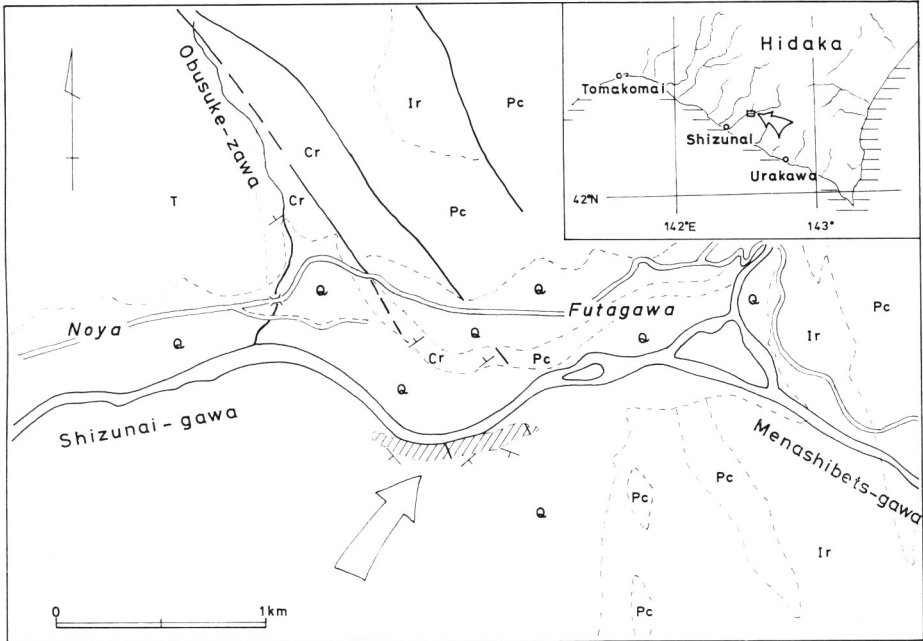 Obusuke-zawa
Ir
Pc
Cr
T
Cr
Pc
Hidaka
Tomakomai
Shizunai
Urakawa
42°N
142°E
143°
Q
Q
Noya
Futagawa
Q
Q
Q
Q
Pc
Ir
Cr
Pc
Q
Shizunai-gawa
Menashibets-gawa
Pc
Pc
Q
Ir
Pc
0
1km